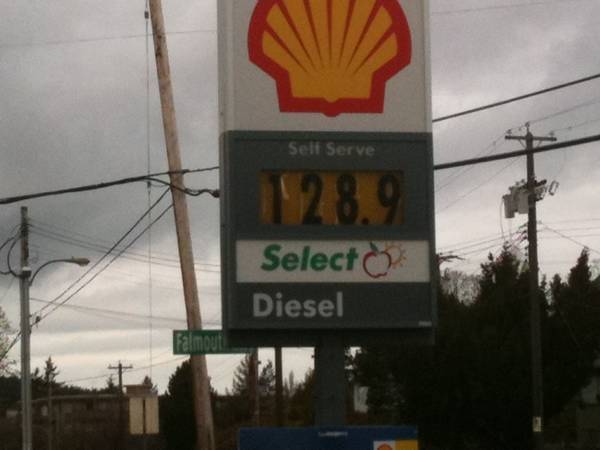 Self Serve
128.9
Select
Diesel
Falmouth